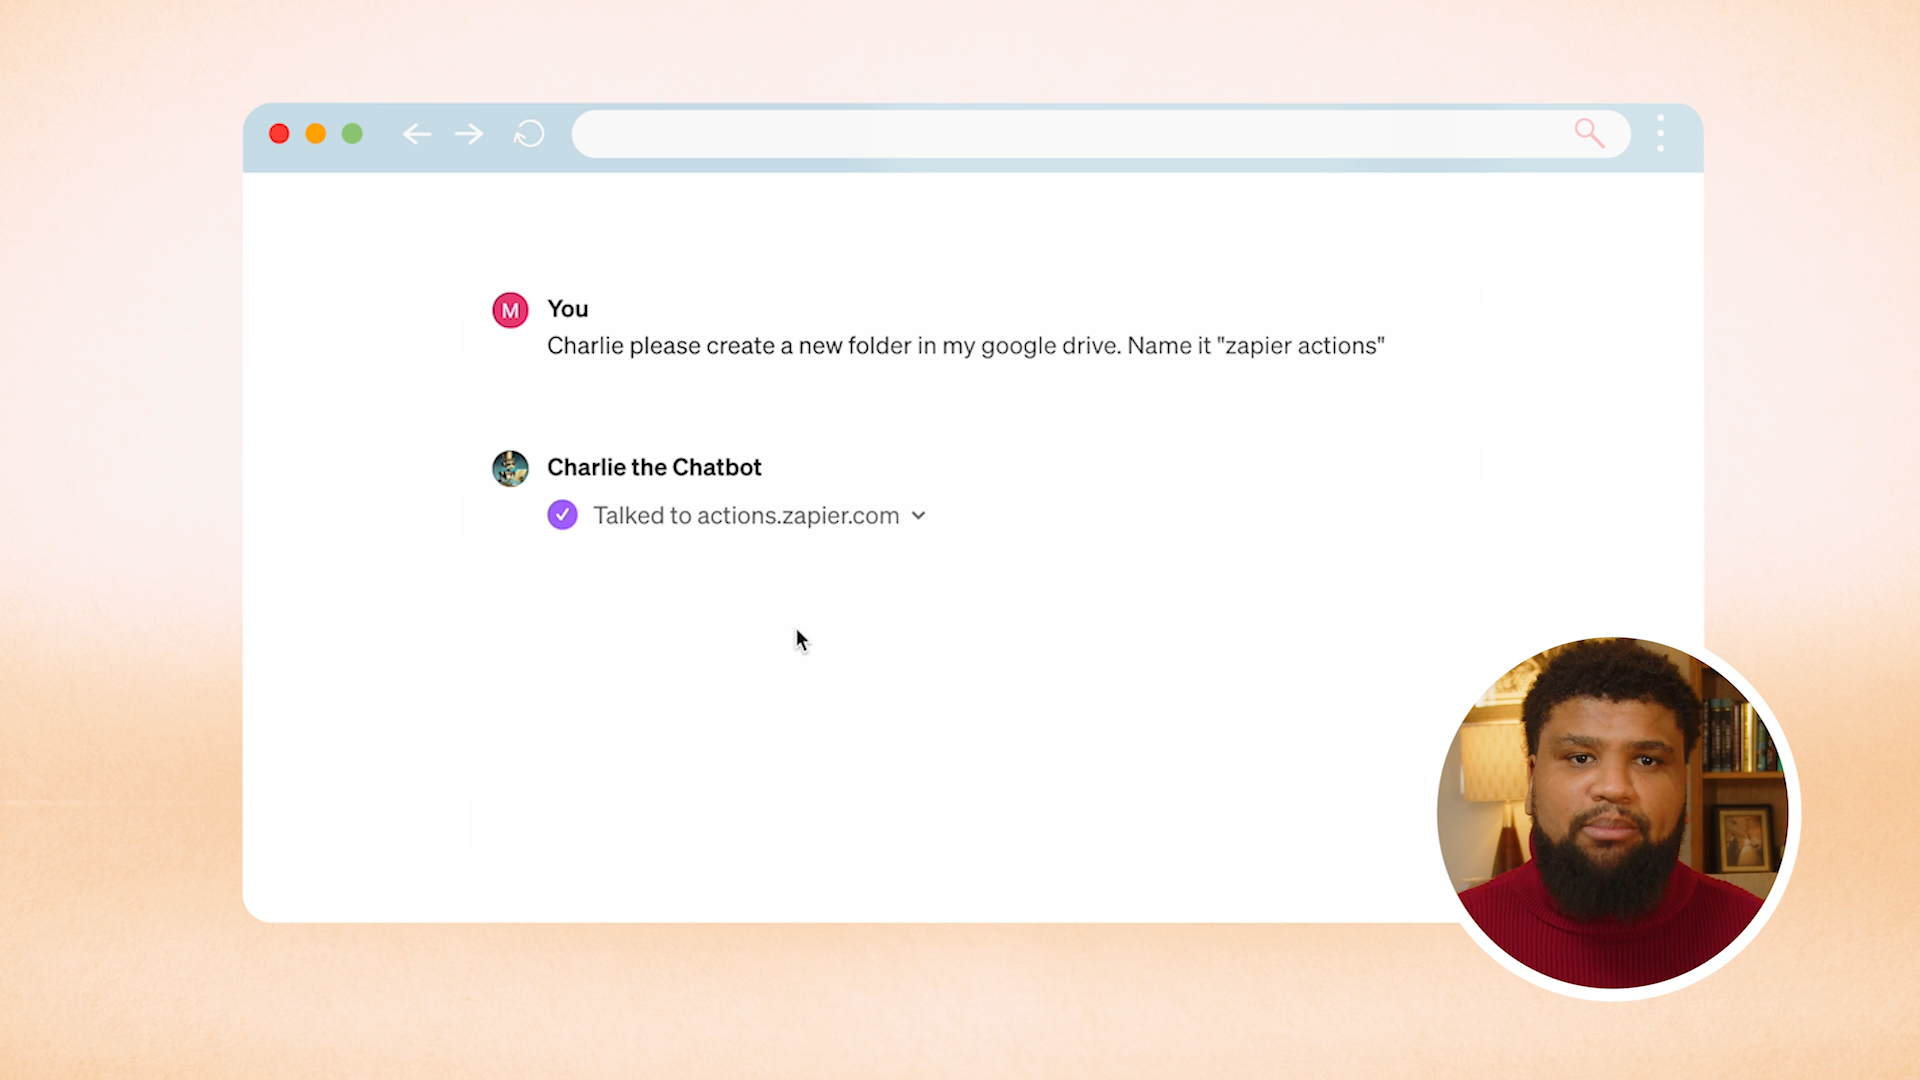 M
You
Charlie please create a new folder in my google drive. Name it "zapier actions"
Charlie the Chatbot
Talked to actions.zapier.com